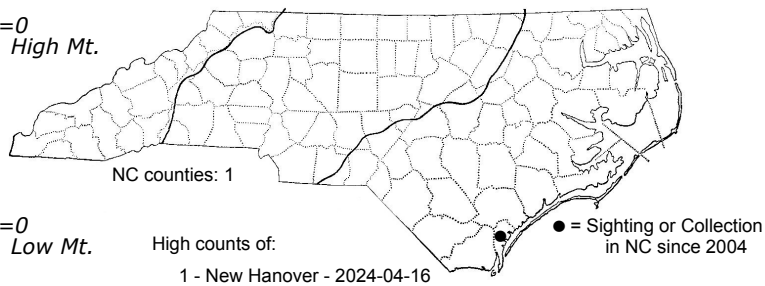 =0
High Mt.
NC counties: 1
=0
Low Mt.
High counts of:
1 - New Hanover - 2024-04-16
● = Sighting or Collection
in NC since 2004